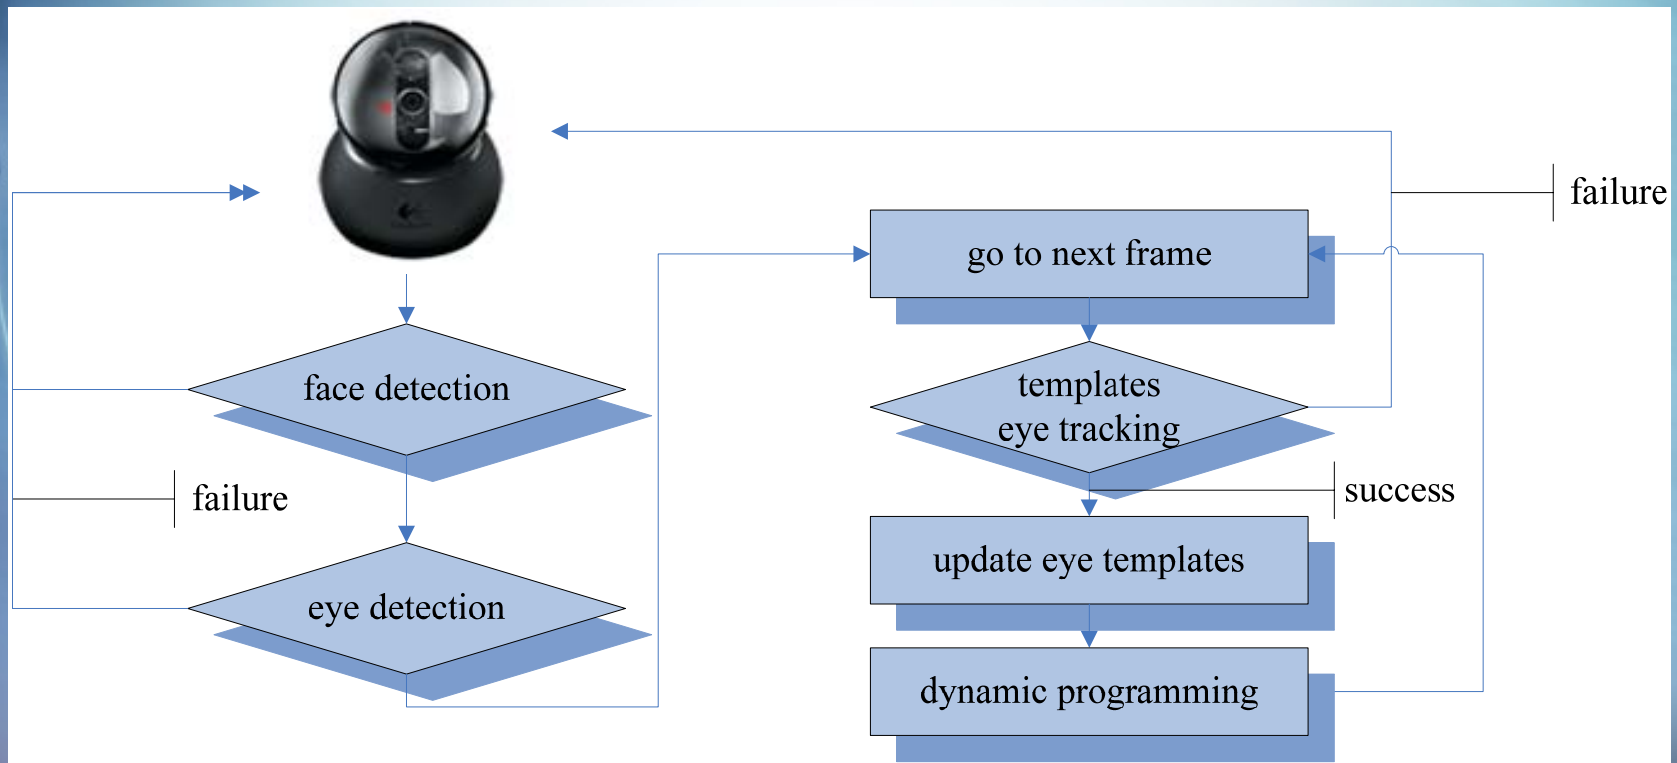 failure
go to next frame
face detection
templates
eye tracking
failure
success
update eye templates
eye detection
dynamic programming